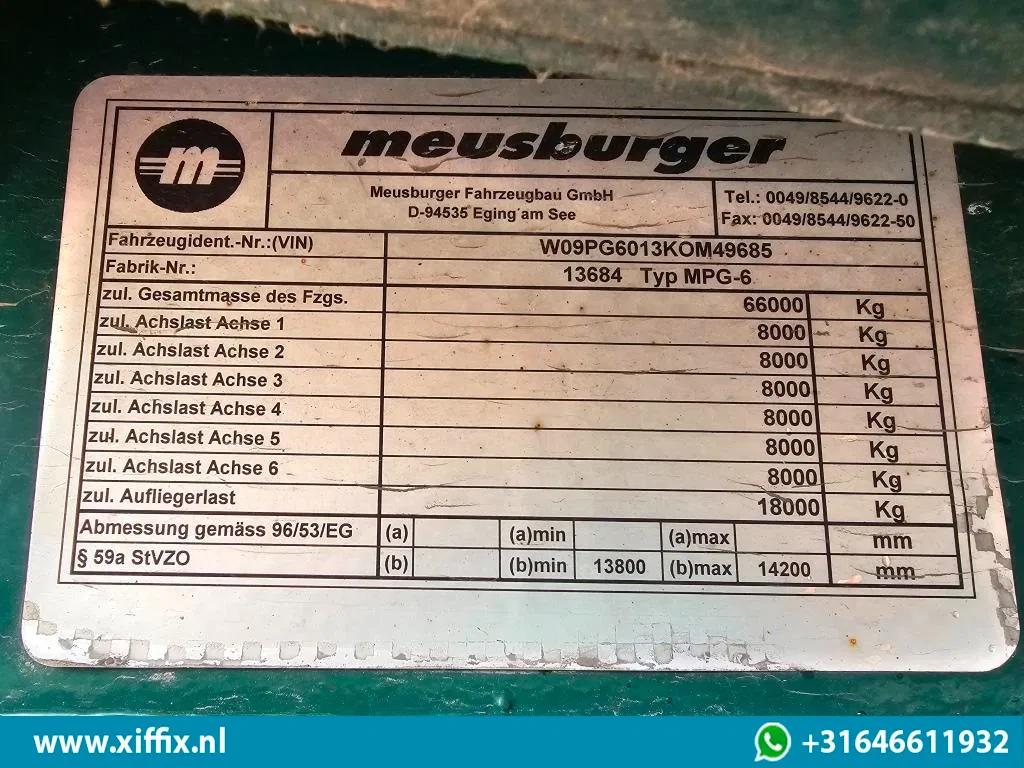 m
meusburger
Meusburger Fahrzeugbau GmbH
D-94535 Eging am See
Tel.: 0049/8544/9622-0
Fax: 0049/8544/9622-50
Fahrzeugident.-Nr.:(VIN) W09PG6013KOM49685
Fabrik-Nr.: 13684 Typ MPG-6
zul. Gesamtmasse des Fzgs. 66000 Kg
zul. Achslast Achse 1 8000 Kg
zul. Achslast Achse 2 8000 Kg
zul. Achslast Achse 3 8000 Kg
zul. Achslast Achse 4 8000 Kg
zul. Achslast Achse 5 8000 Kg
zul. Achslast Achse 6 8000 Kg
zul. Aufliegerlast 18000 Kg
Abmessung gemäss 96/53/EG (a) (a)min (a)max mm
§ 59a StVZO (b) (b)min 13800 (b)max 14200 mm
www.xiffix.nl +31646611932